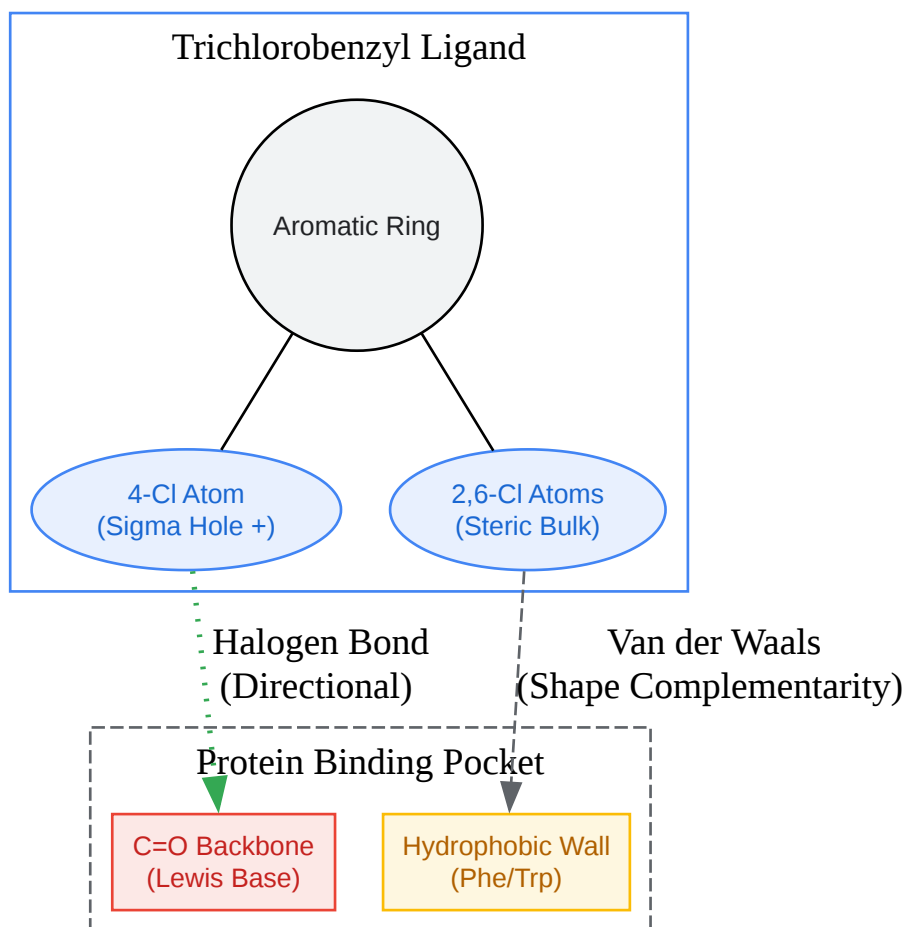 Trichlorobenzyl Ligand
Aromatic Ring
4-Cl Atom
(Sigma Hole +)
2,6-Cl Atoms
(Steric Bulk)
Halogen Bond
(Directional)
Van der Waals
(Shape Complementarity)
Protein Binding Pocket
C=O Backbone
(Lewis Base)
Hydrophobic Wall
(Phe/Trp)